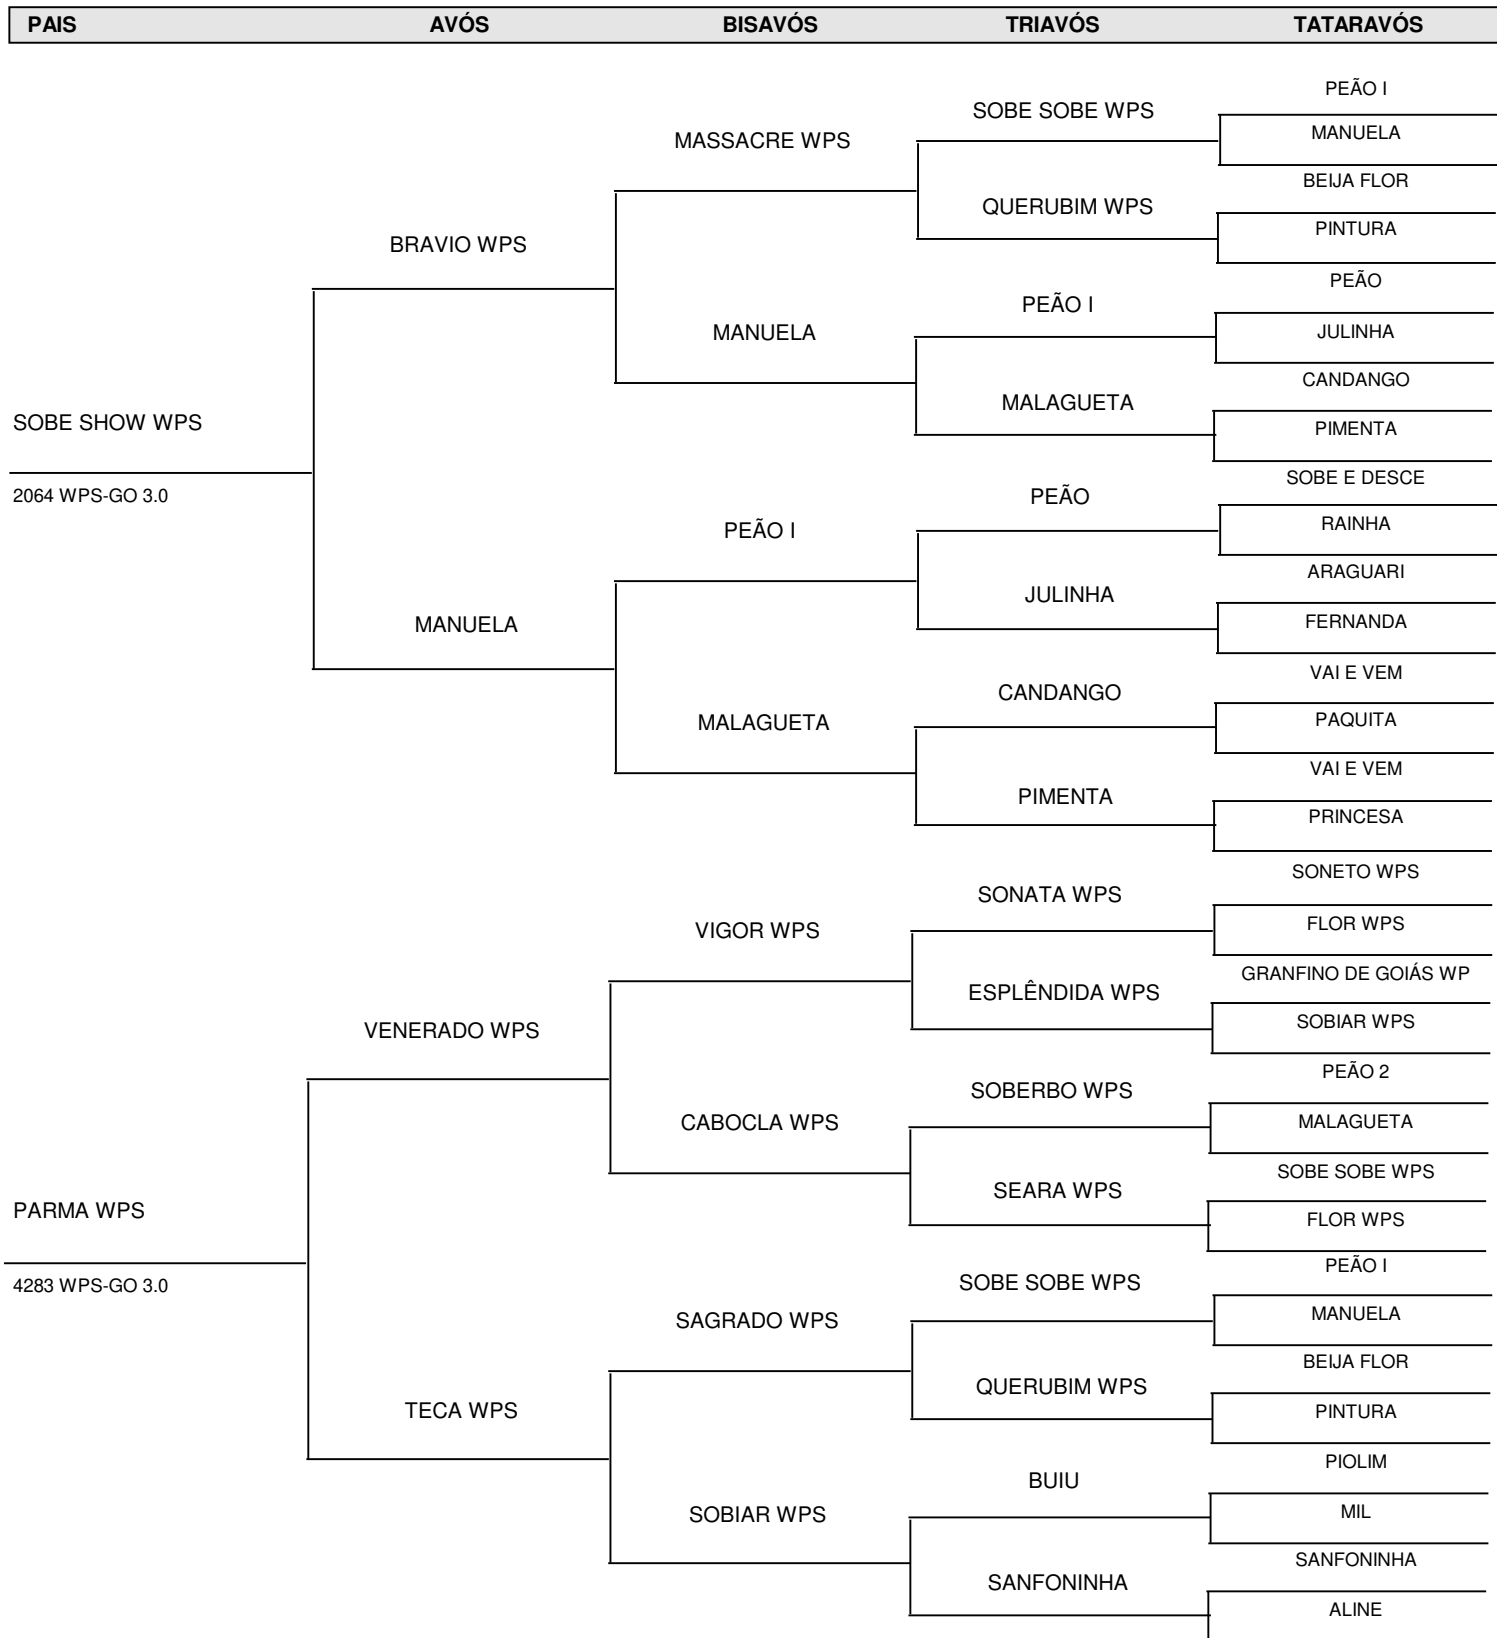 PAIS AVÓS BISAVÓS TRIAVÓS TATARAVÓS
PEÃO I
SOBE SOBE WPS
MANUELA
MASSACRE WPS
BEIJA FLOR
QUERUBIM WPS
PINTURA
BRAVIO WPS
PEÃO
PEÃO I
JULINHA
MANUELA
CANDANGO
MALAGUETA
SOBE SHOW WPS
PIMENTA
SOBE E DESCE
2064 WPS-GO 3.0
PEÃO
RAINHA
PEÃO I
ARAGUARI
JULINHA
FERNANDA
MANUELA
VAI E VEM
CANDANGO
PAQUITA
MALAGUETA
VAI E VEM
PIMENTA
PRINCESA
SONETO WPS
SONATA WPS
FLOR WPS
VIGOR WPS
GRANFINO DE GOIÁS WP
ESPLÊNDIDA WPS
SOBIAR WPS
VENERADO WPS
PEÃO 2
SOBERBO WPS
MALAGUETA
CABOCLA WPS
SOBE SOBE WPS
SEARA WPS
PARMA WPS
FLOR WPS
PEÃO I
4283 WPS-GO 3.0
SOBE SOBE WPS
MANUELA
SAGRADO WPS
BEIJA FLOR
QUERUBIM WPS
TECA WPS
PINTURA
PIOLIM
BUIU
MIL
SOBIAR WPS
SANFONINHA
SANFONINHA
ALINE